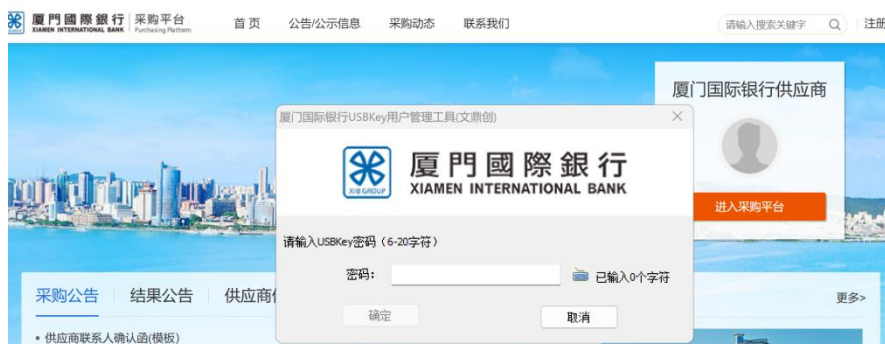 厦门國際銀行 采购平台 首页 公告/公示信息 采购动态 联系我们 请输入搜索关键字 注册
XIAMEN INTERNATIONAL BANK Purchasing Platform
厦门国际银行供应商
厦门国际银行USBKey用户管理工具(文鼎创)
厦門國際銀行
XIB GROUP XIAMEN INTERNATIONAL BANK
进入采购平台
请输入USBKey密码（6-20字符）
密码： 已输入0个字符
采购公告 结果公告 供应商 更多>
确定 取消
• 供应商联系人确认函(模板)